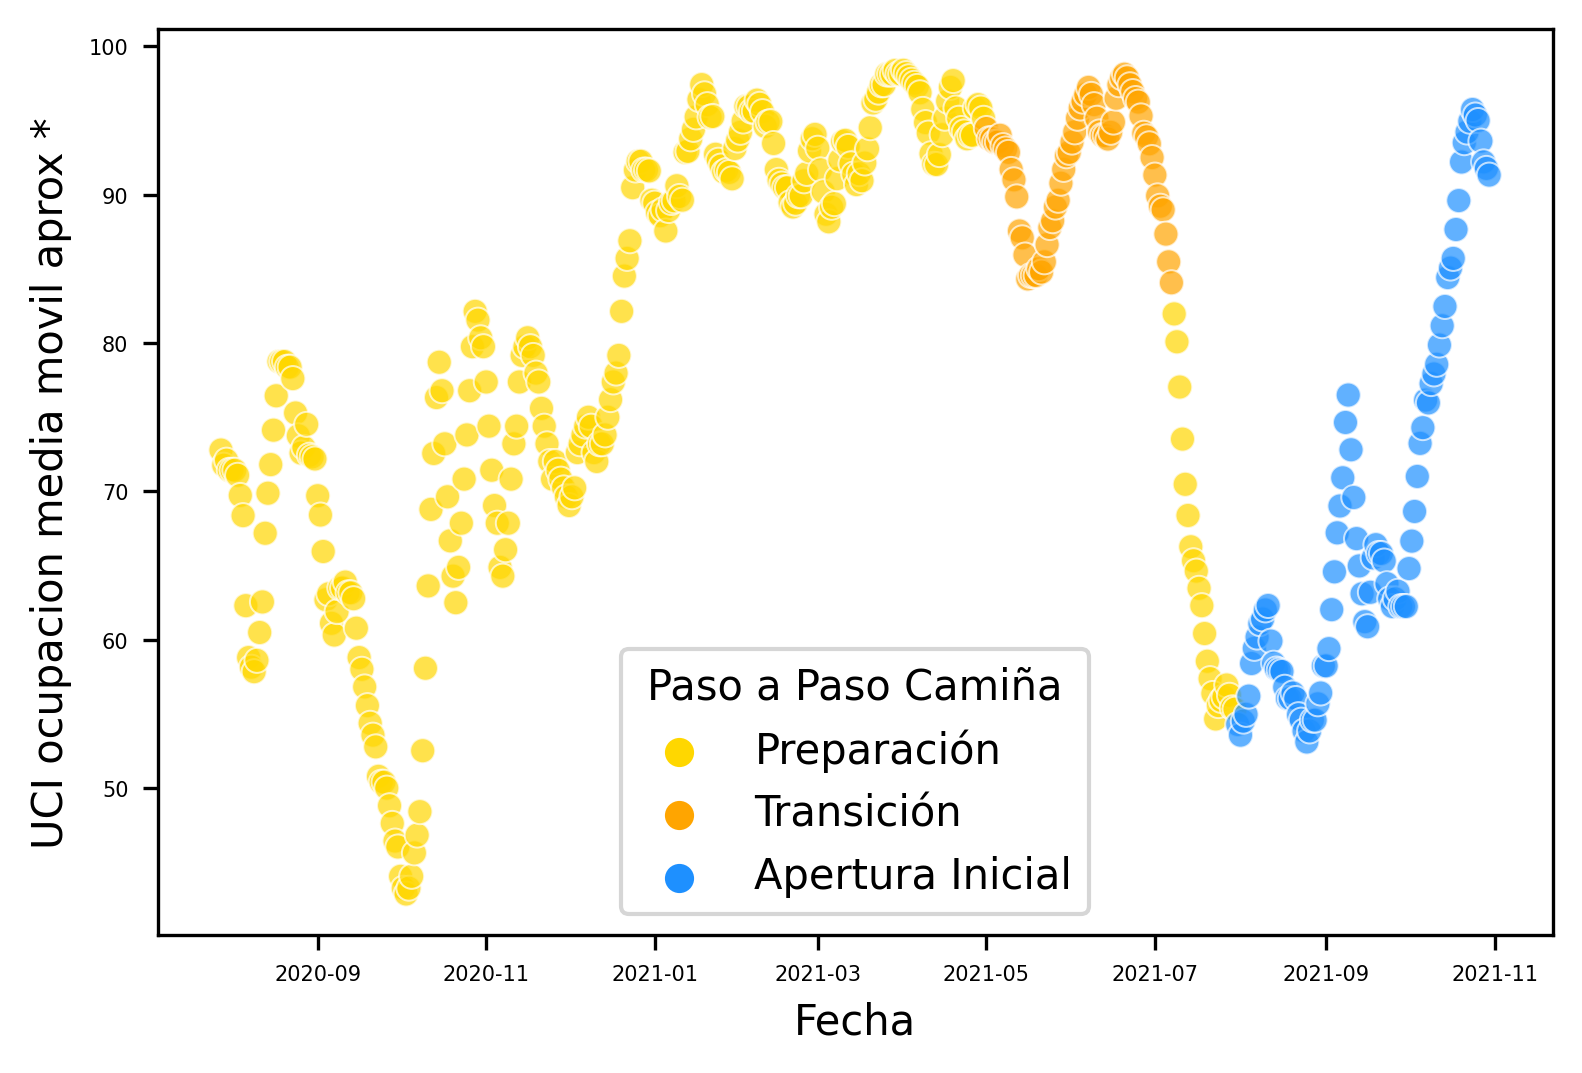 UCI ocupacion media movil aprox *
100
90
80
70
60
50
Paso a Paso Camiña
Preparación
Transición
Apertura Inicial
2020-09
2020-11
2021-01
2021-03
2021-05
2021-07
2021-09
2021-11
Fecha